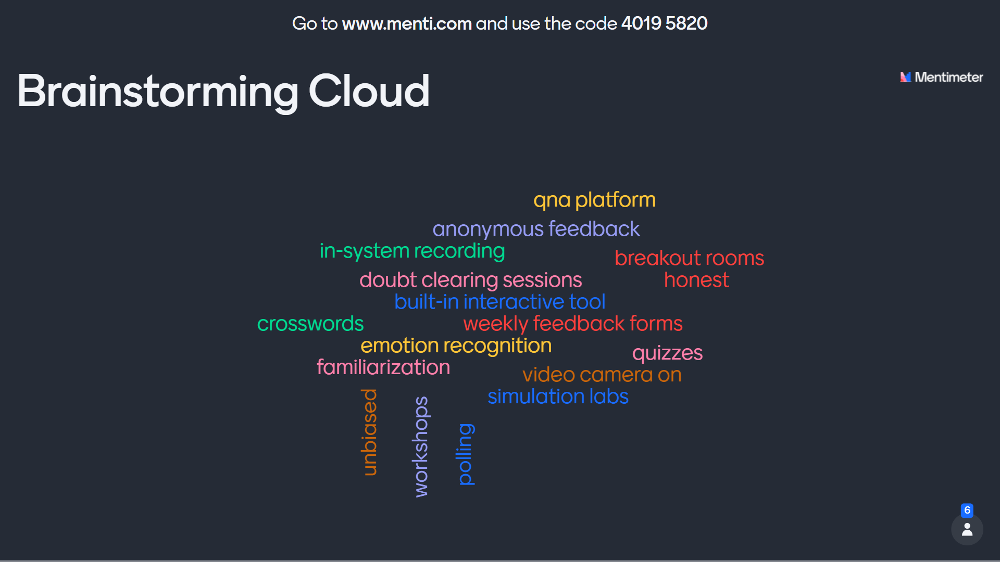 Go to www.menti.com and use the code 4019 5820
Brainstorming Cloud
Mentimeter
qna platform
anonymous feedback
in-system recording
breakout rooms
doubt clearing sessions
honest
built-in interactive tool
crosswords
weekly feedback forms
emotion recognition
quizzes
familiarization
video camera on
simulation labs
unbiased
workshops
polling
6